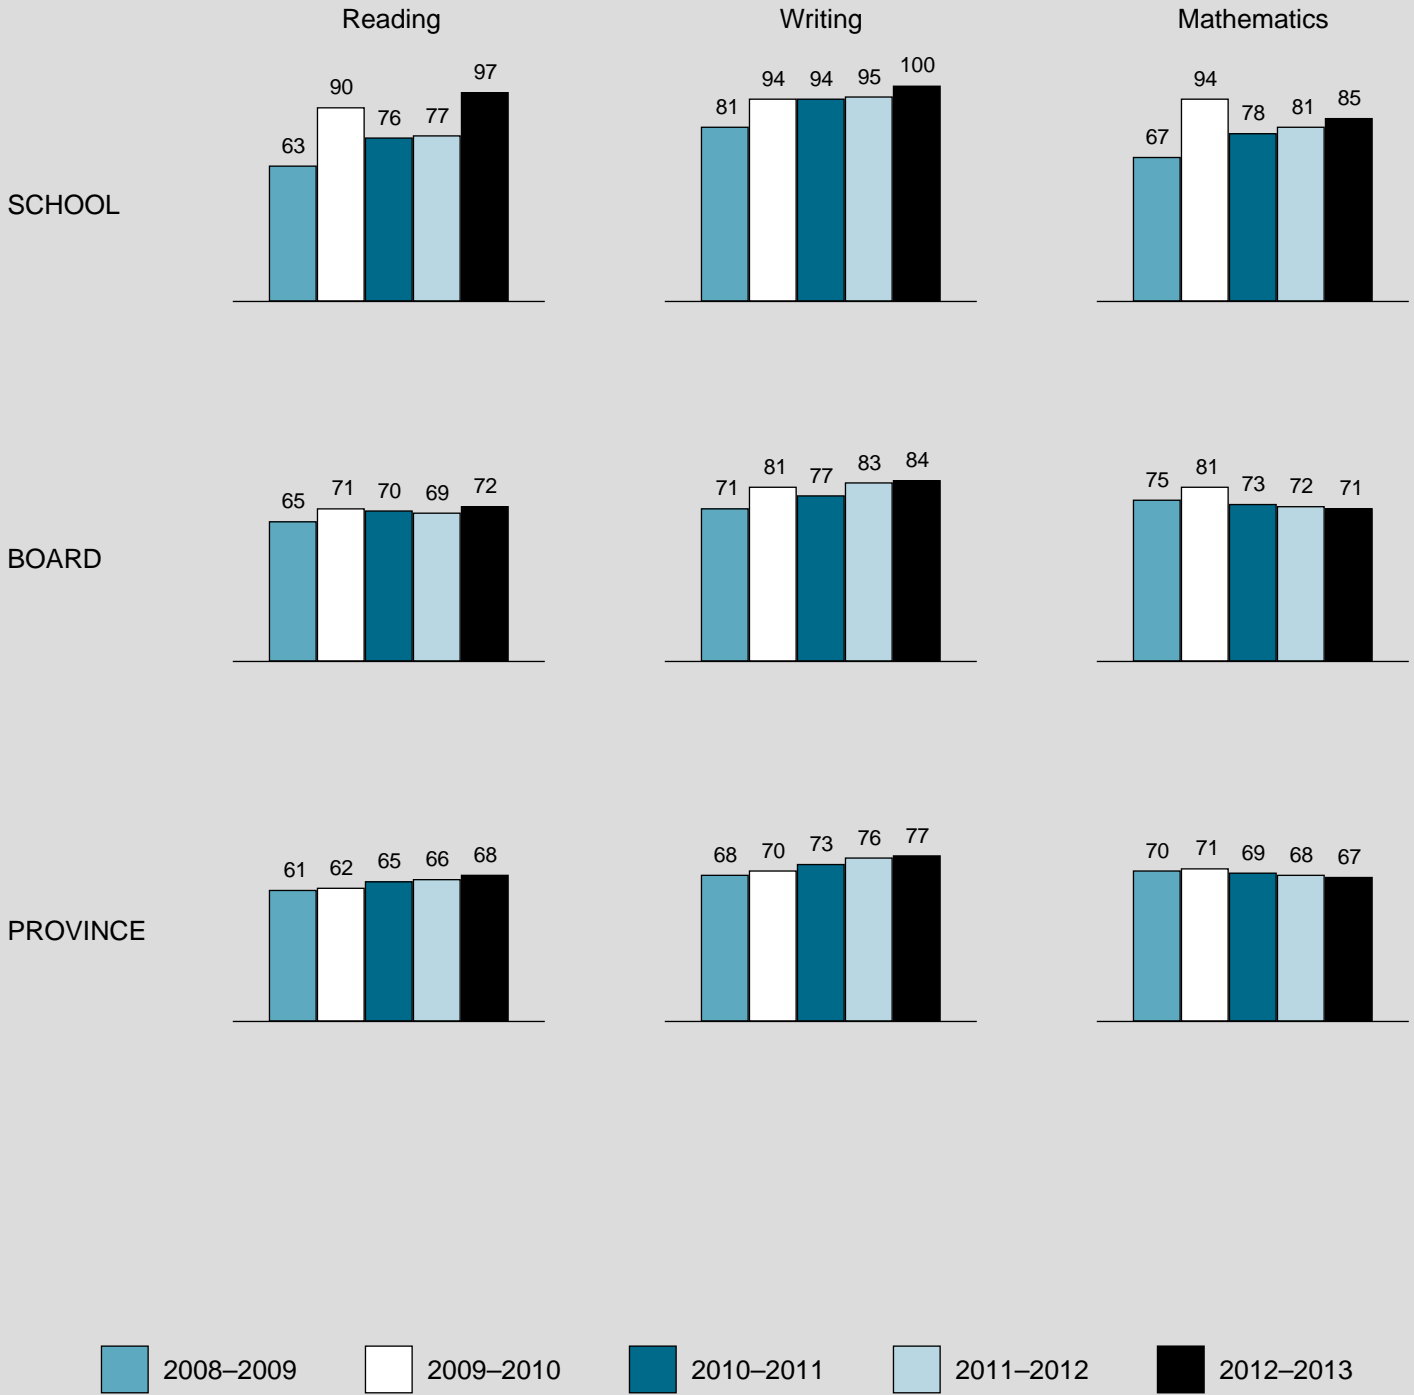 Reading Writing Mathematics
63 90 76 77 97 81 94 94 95 100 67 94 78 81 85
SCHOOL
65 71 70 69 72 71 81 77 83 84 75 81 73 72 71
BOARD
61 62 65 66 68 68 70 73 76 77 70 71 69 68 67
PROVINCE
2008–2009 2009–2010 2010–2011 2011–2012 2012–2013